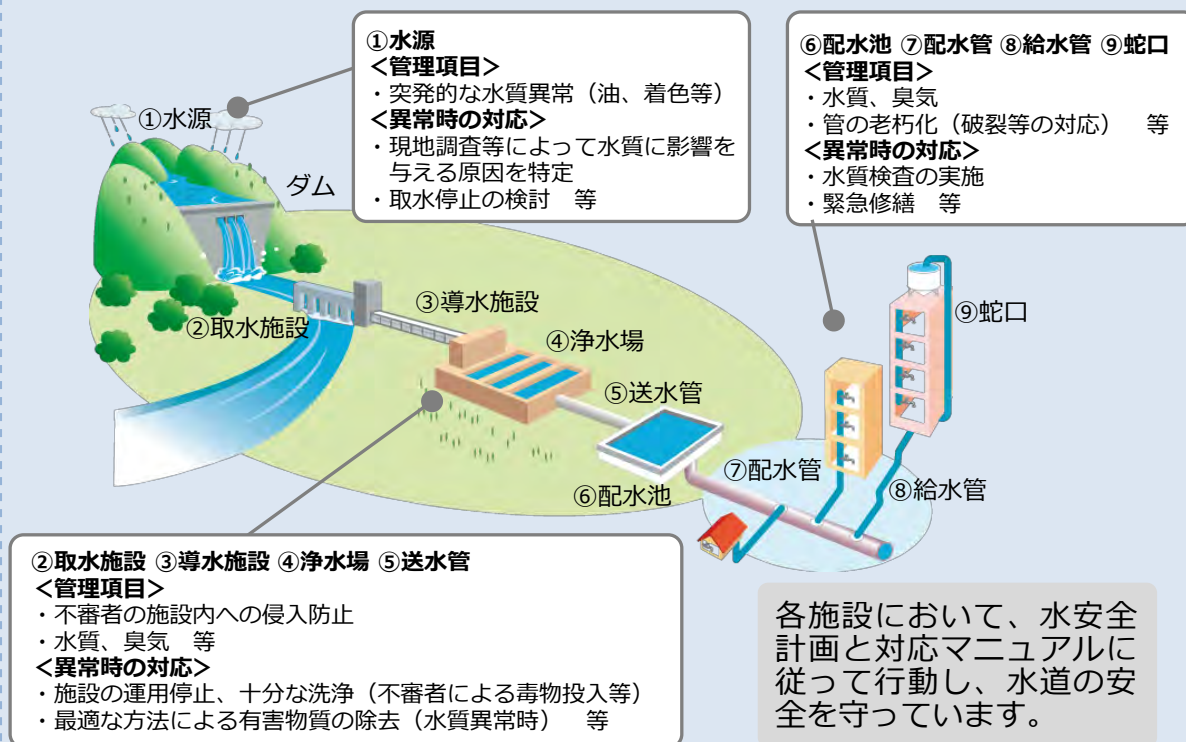 ①水源
<管理項目>
・突発的な水質異常（油、着色等）
<異常時の対応>
・現地調査等によって水質に影響を
与える原因を特定
・取水停止の検討　等
⑥配水池 ⑦配水管 ⑧給水管 ⑨蛇口
<管理項目>
・水質、臭気
・管の老朽化（破裂等の対応）　等
<異常時の対応>
・水質検査の実施
・緊急修繕　等
①水源
ダム
②取水施設
③導水施設
④浄水場
⑤送水管
⑥配水池
⑦配水管
⑧給水管
⑨蛇口
②取水施設 ③導水施設 ④浄水場 ⑤送水管
<管理項目>
・不審者の施設内への侵入防止
・水質、臭気　等
<異常時の対応>
・施設の運用停止、十分な洗浄（不審者による毒物投入等）
・最適な方法による有害物質の除去（水質異常時）　等
各施設において、水安全
計画と対応マニュアルに
従って行動し、水道の安
全を守っています。